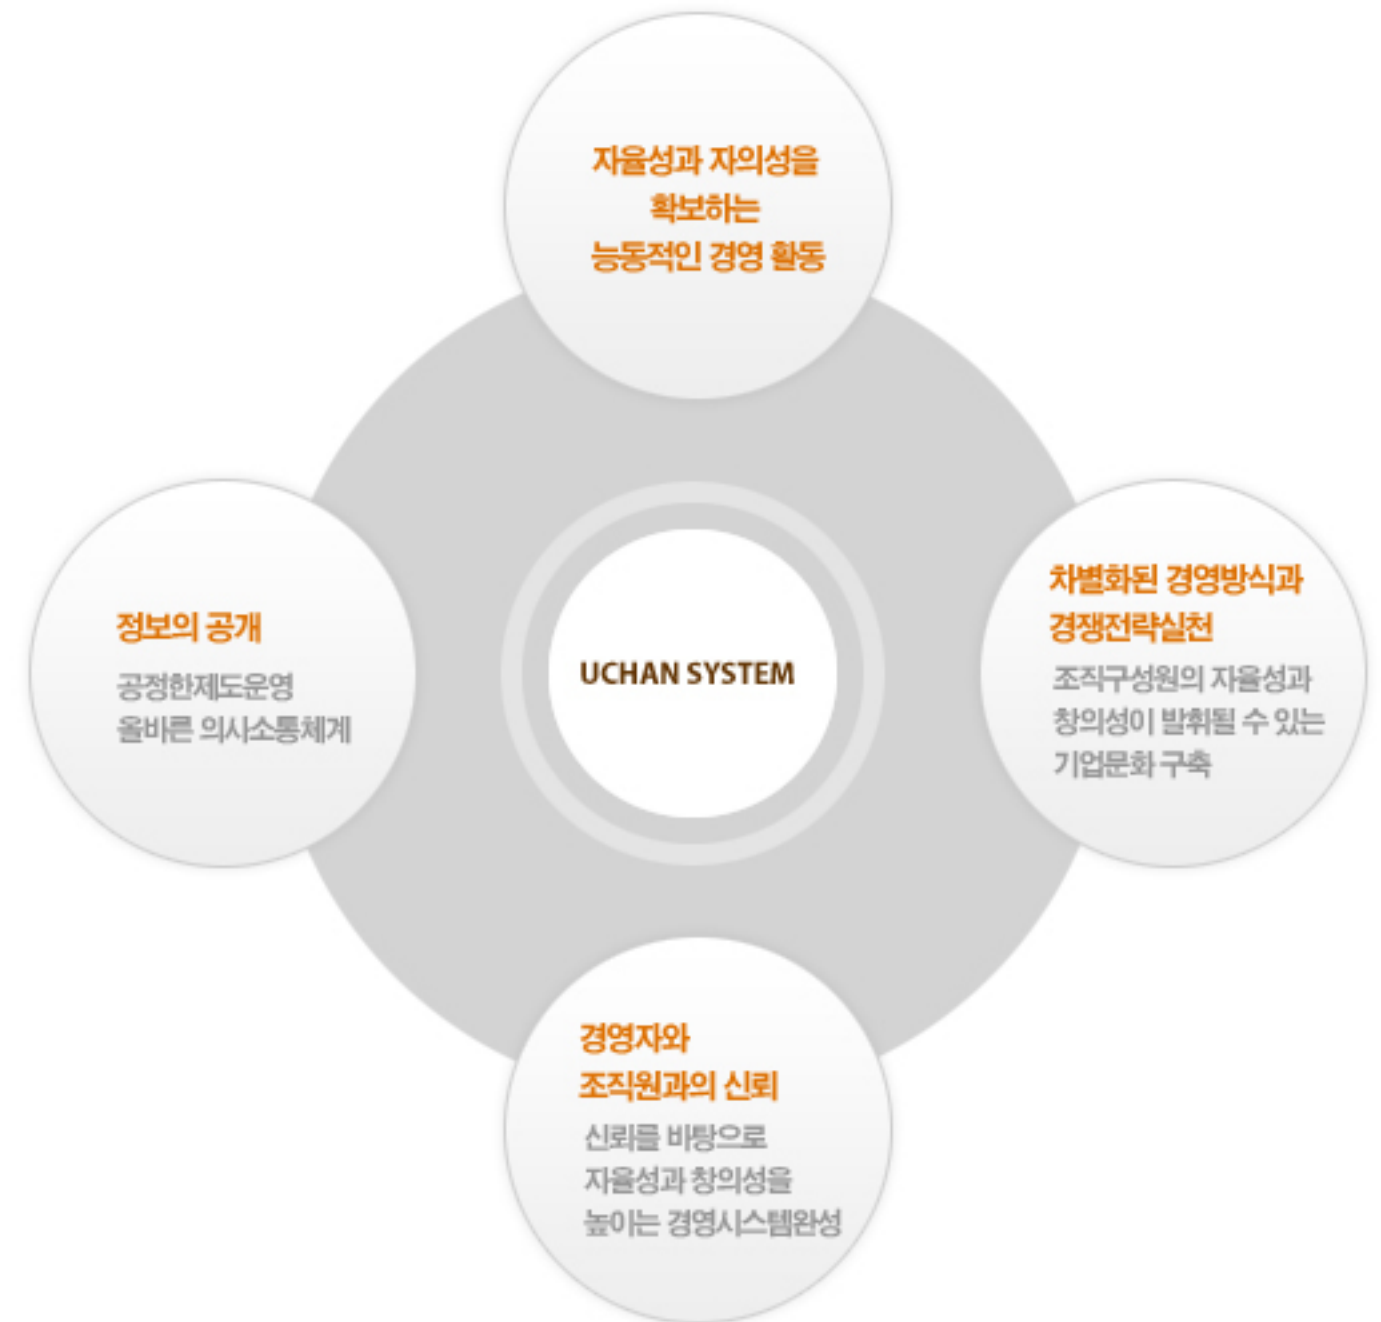 자율성과 자의성을
확보하는
능동적인 경영 활동
정보의 공개
공정한제도운영
올바른 의사소통체계
UCHAN SYSTEM
차별화된 경영방식과
경쟁전략실천
조직구성원의 자율성과
창의성이 발휘될 수 있는
기업문화 구축
경영자와
조직원과의 신뢰
신뢰를 바탕으로
자율성과 창의성을
높이는 경영시스템완성